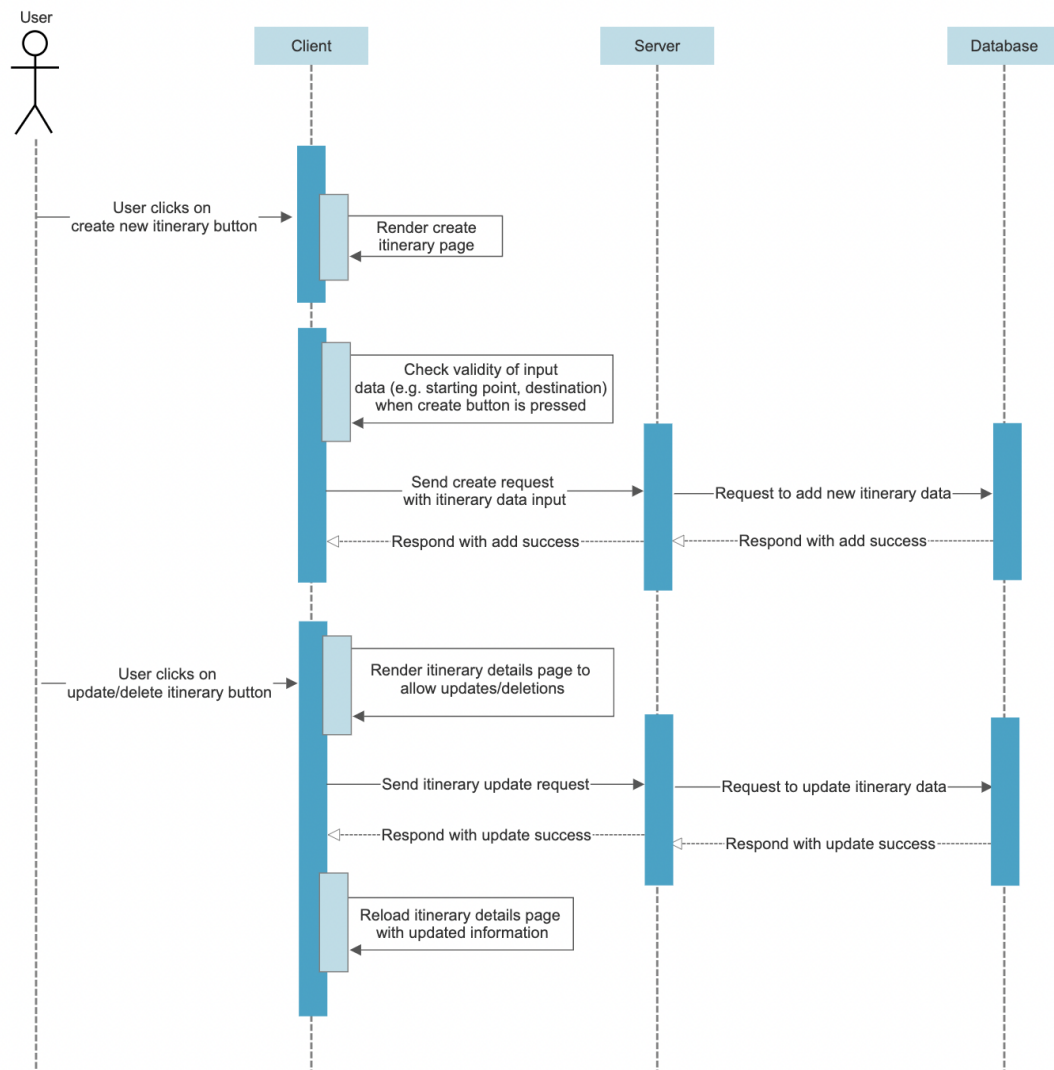 User
Client
Server
Database
User clicks on
create new itinerary button
Render create
itinerary page
Check validity of input
data (e.g. starting point, destination)
when create button is pressed
Send create request
with itinerary data input
Request to add new itinerary data
Respond with add success
Respond with add success
User clicks on
update/delete itinerary button
Render itinerary details page to
allow updates/deletions
Send itinerary update request
Request to update itinerary data
Respond with update success
Respond with update success
Reload itinerary details page
with updated information